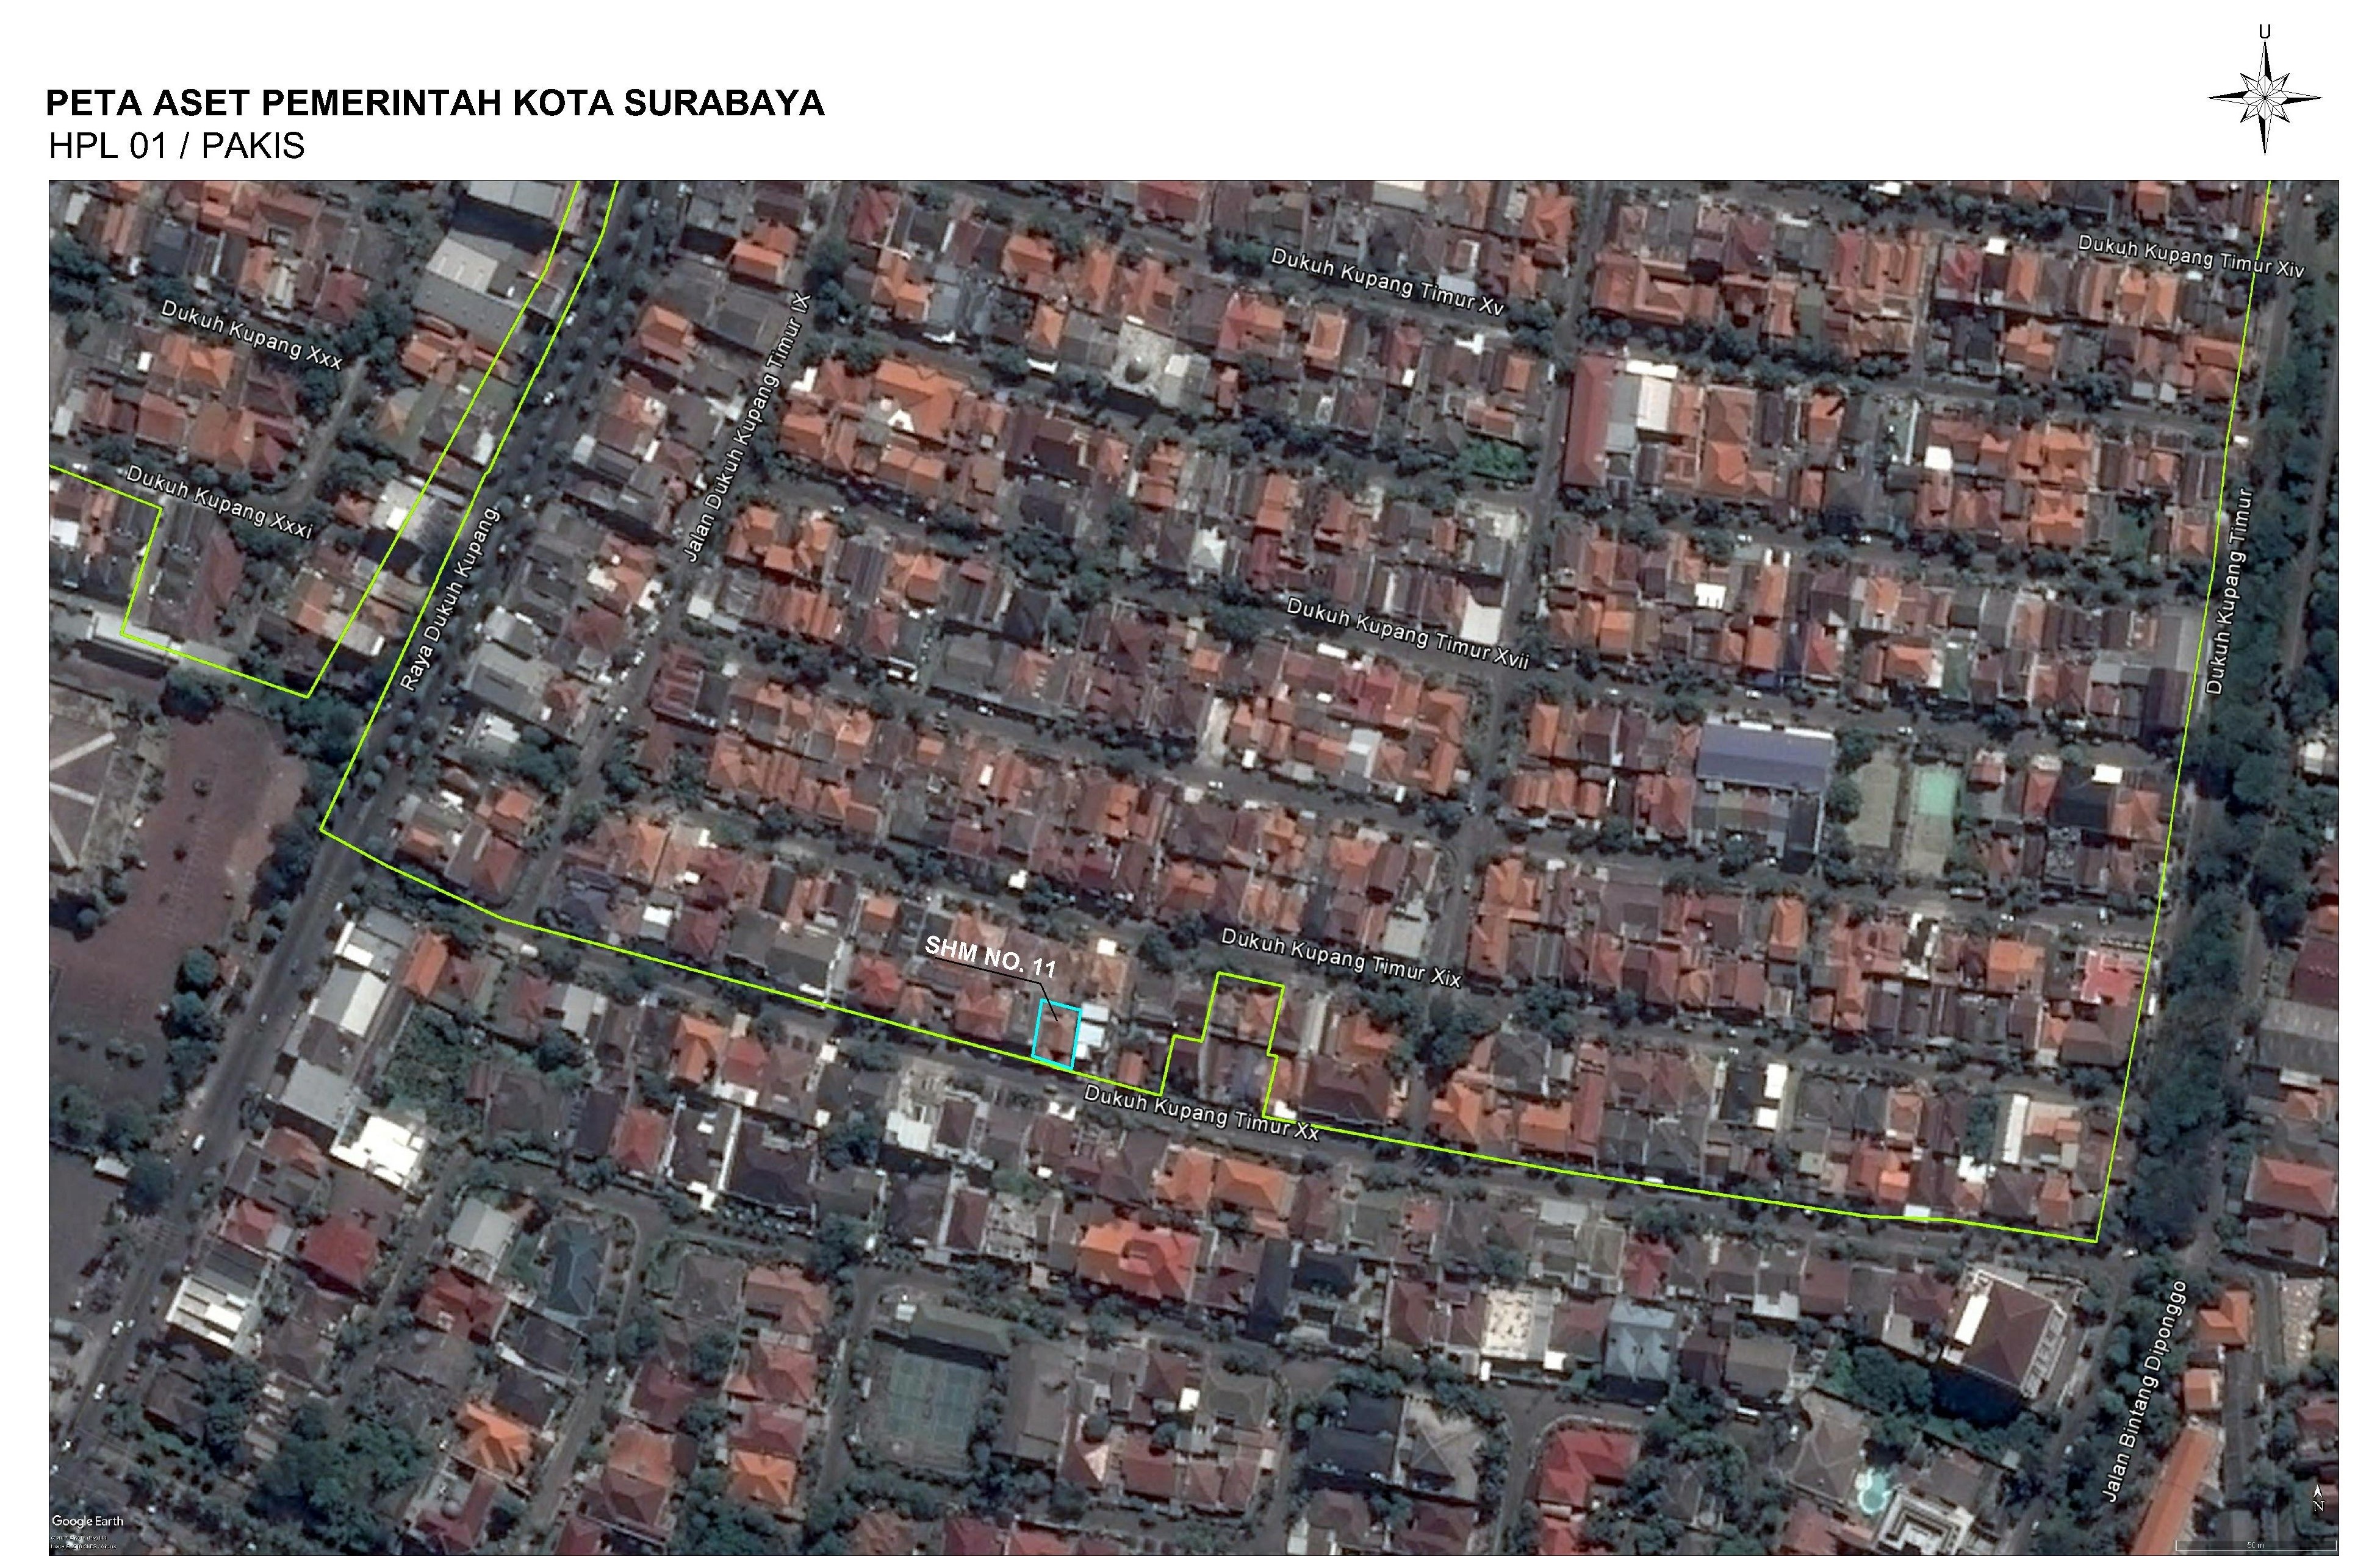 U
PETA ASET PEMERINTAH KOTA SURABAYA
HPL 01 / PAKIS
Dukuh Kupang Timur Xiv
Dukuh Kupang Timur Xv
Dukuh Kupang Xxx
Jalan Dukuh Kupang Timur IX
Dukuh Kupang Xxxi
Raya Dukuh Kupang
Dukuh Kupang Timur
Dukuh Kupang Timur Xvii
SHM NO. 11
Dukuh Kupang Timur Xix
Dukuh Kupang Timur Xx
Jalan Bintang Diponggo
Google Earth
N
50 m